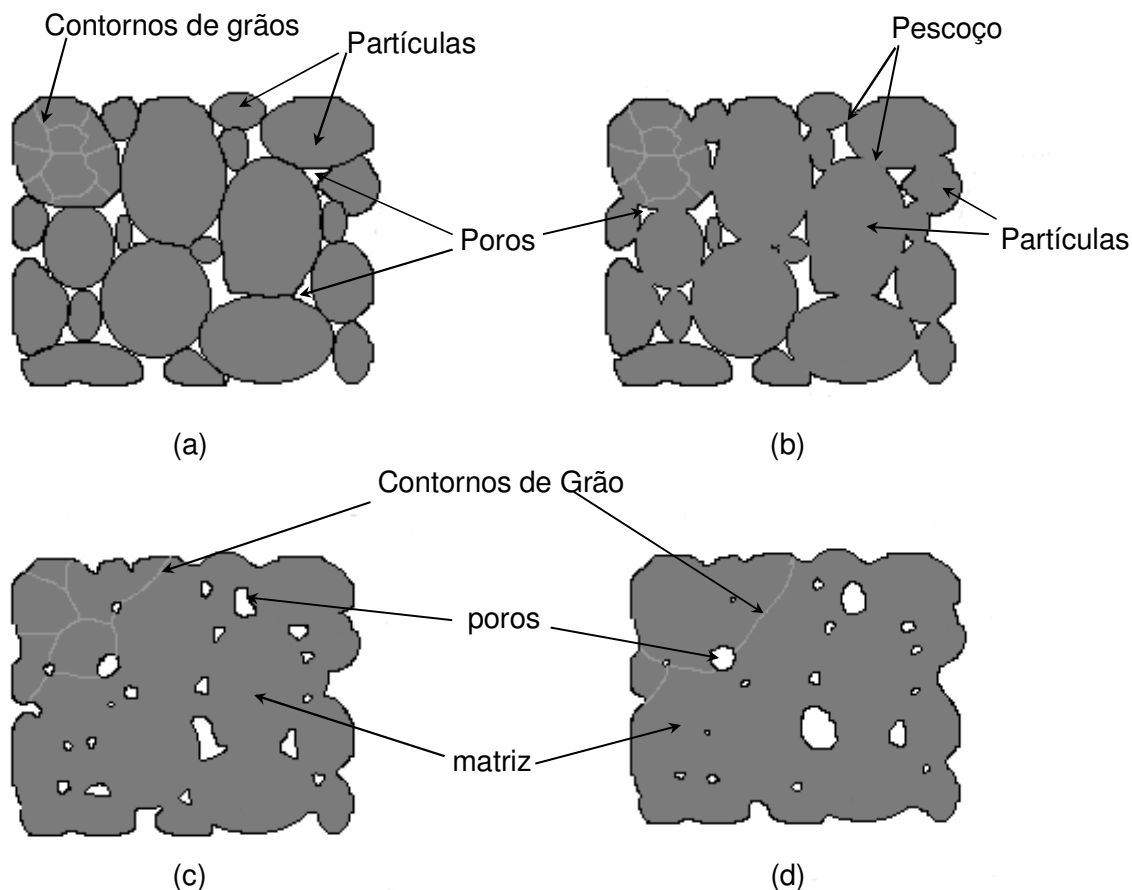 Contornos de grãos
Partículas
Pescoço
Poros
Partículas
(a)
(b)
Contornos de Grão
poros
matriz
(c)
(d)